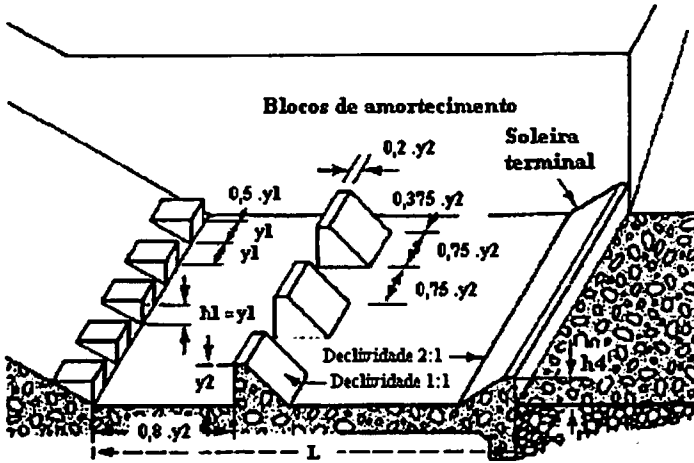 Blocos de amortecimento
Soleira
terminal
0,2 .y2
0,5 .y1
y1
y1
0,375 .y2
0,75 .y2
0,75 .y2
h1 = y1
y2
Declividade 2:1
Declividade 1:1
h4
0,8 .y2
L